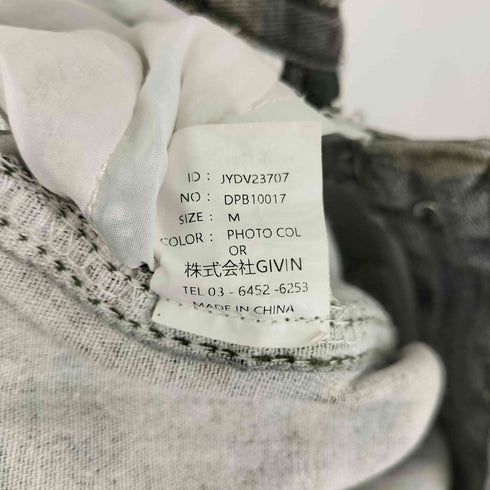 ID: JYDV23707
NO: DPB10017
SIZE: M
COLOR: PHOTO COL
OR
株式会社GIVIN
TEL 03 - 6452 -6253
MADE IN CHINA